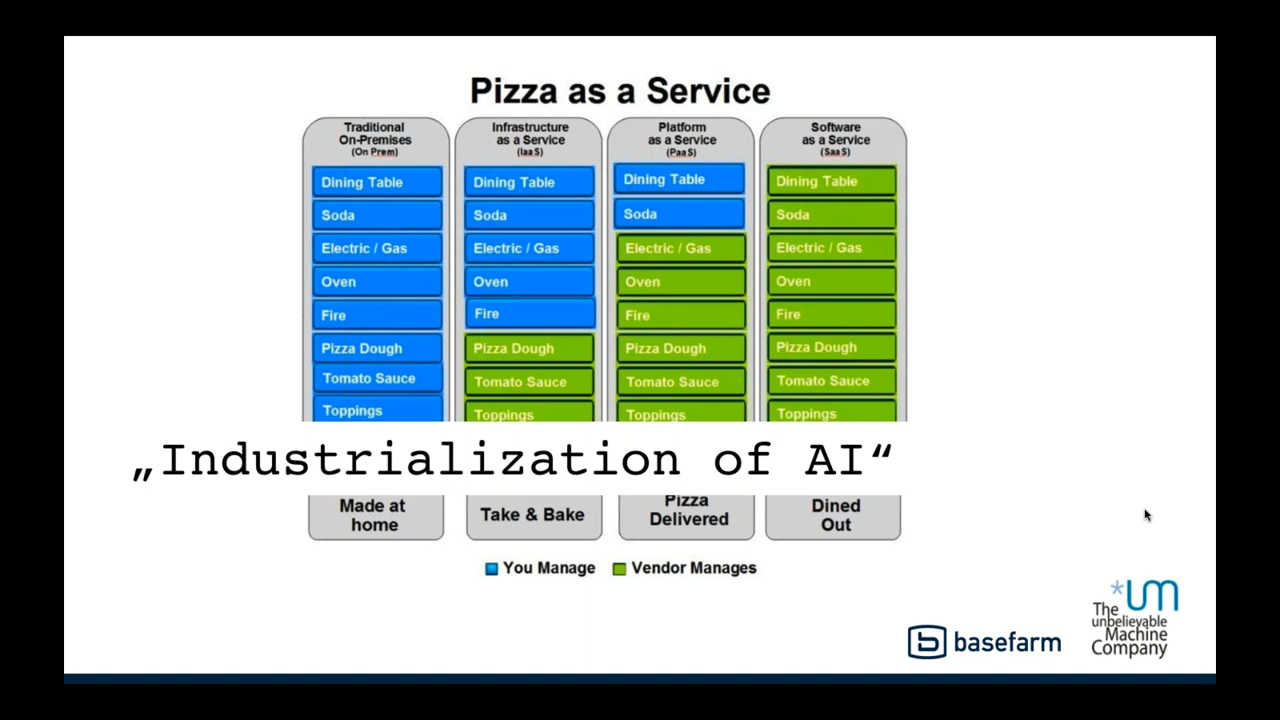 Pizza as a Service
Traditional
On-Premises
(On Prem)
Dining Table
Soda
Electric / Gas
Oven
Fire
Pizza Dough
Tomato Sauce
Toppings
Made at
home
Infrastructure
as a Service
(IaaS)
Dining Table
Soda
Electric / Gas
Oven
Fire
Pizza Dough
Tomato Sauce
Toppings
Take & Bake
Platform
as a Service
(PaaS)
Dining Table
Soda
Electric / Gas
Oven
Fire
Pizza Dough
Tomato Sauce
Toppings
Pizza
Delivered
Software
as a Service
(SaaS)
Dining Table
Soda
Electric / Gas
Oven
Fire
Pizza Dough
Tomato Sauce
Toppings
Dined
Out
„Industrialization of AI“
You Manage
Vendor Manages
basefarm
*um
The
unbelievable
Machine
Company